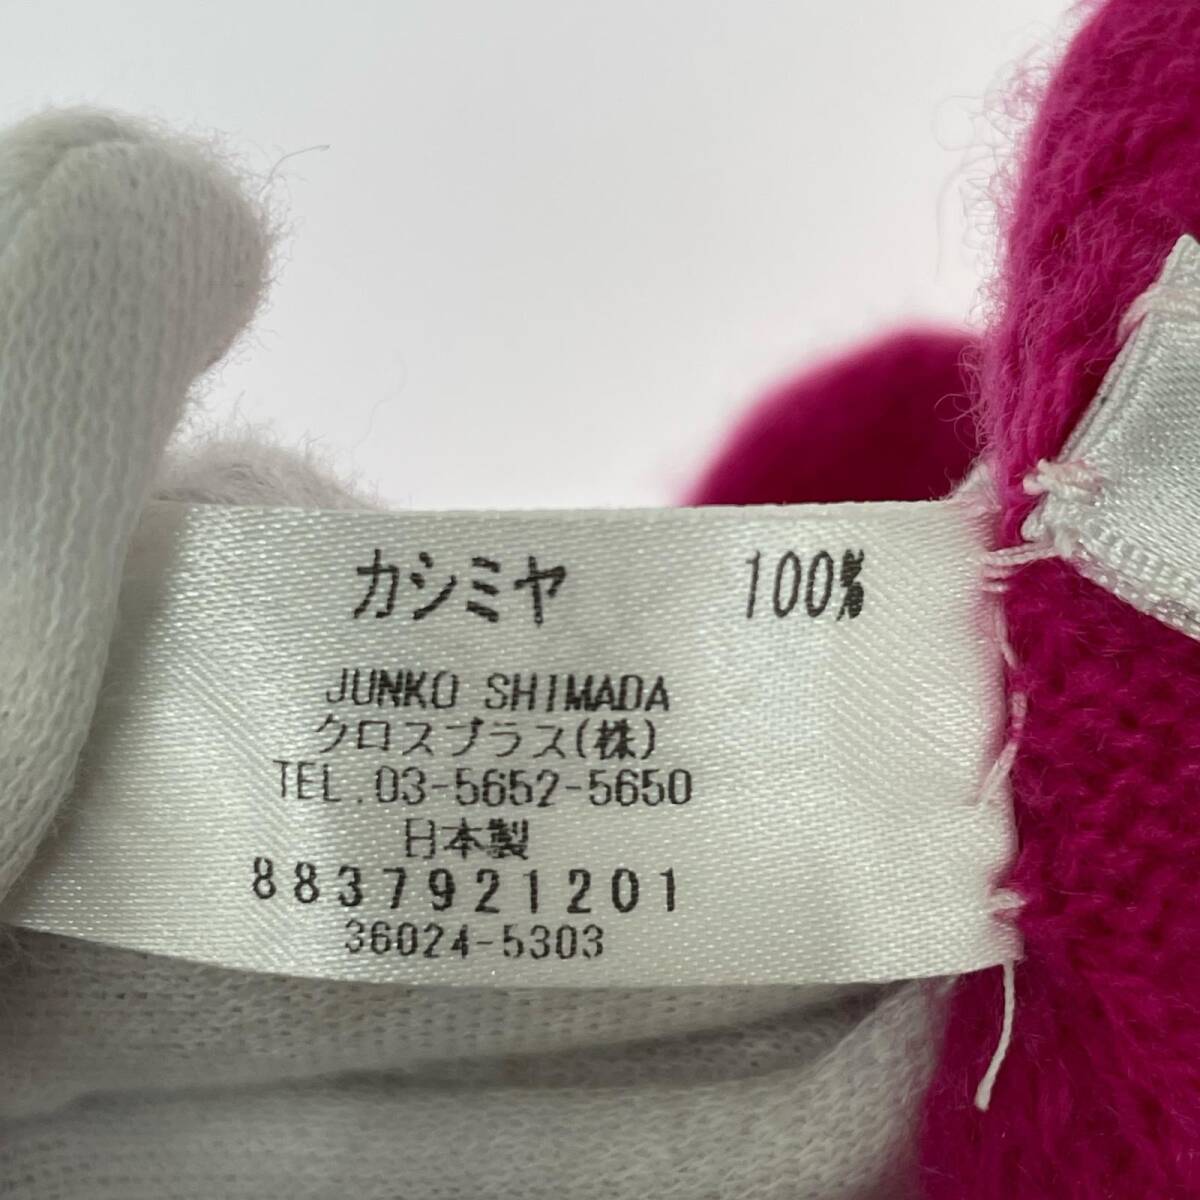 カシミヤ 100%
JUNKO SHIMADA
クロスプラス(株)
TEL.03-5652-5650
日本製
8837921201
36024-5303